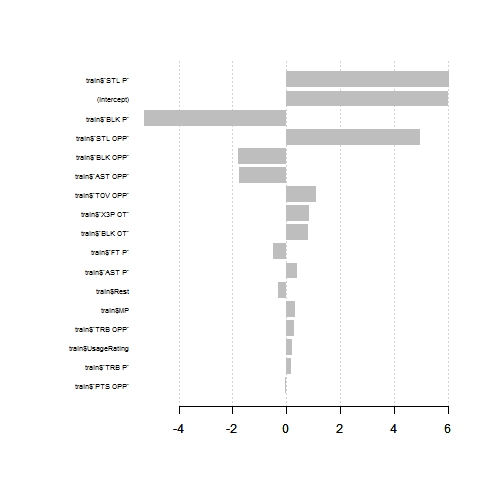 train$`STL P`
(Intercept)
train$`BLK P`
train$`STL OPP`
train$`BLK OPP`
train$`AST OPP`
train$`TOV OPP`
train$`X3P OT`
train$`BLK OT`
train$`FT P`
train$`AST P`
train$Rest
train$MP
train$`TRB OPP`
train$UsageRating
train$`TRB P`
train$`PTS OPP`
-4 -2 0 2 4 6